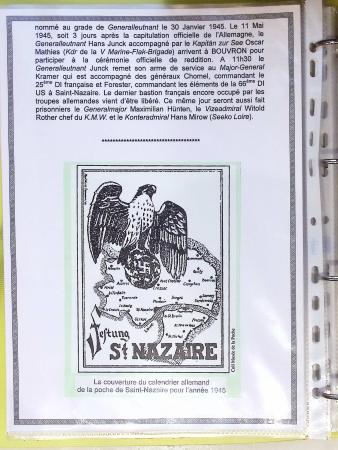 nommé au grade de Generalleutnant le 30 Janvier 1945. Le 11 Mai
1945, soit 3 jours après la capitulation officielle de l'Allemagne, le
Generalleutnant Hans Junck accompagné par le Kapitän zur See Oscar
Mathies (Kdr de la V Marine-Flak-Brigade) arrivent à BOUVRON pour
participer à la cérémonie officielle de reddition. A 11h30 le
Generalleutnant Junck remet son arme de service au Major-General
Kramer qui est accompagné des généraux Chomel, commandant le
25ème DI française et Forester, commandant les éléments de la 66ème DI
US à Saint-Nazaire. Le dernier bastion français encore occupé par les
troupes allemandes vient d'être libéré. Ce même jour seront aussi fait
prisonniers le Generalmajor Maximilian Hünten, le Vizeadmiral Witold
Rother chef du K.M.W. et le Konteradmiral Hans Mirow (Seeko Loire).
************************************
Festung
St NAZAIRE
Coll Musée de la Poche
La couverture du calendrier allemand
de la poche de Saint-Nazaire pour l'année 1945